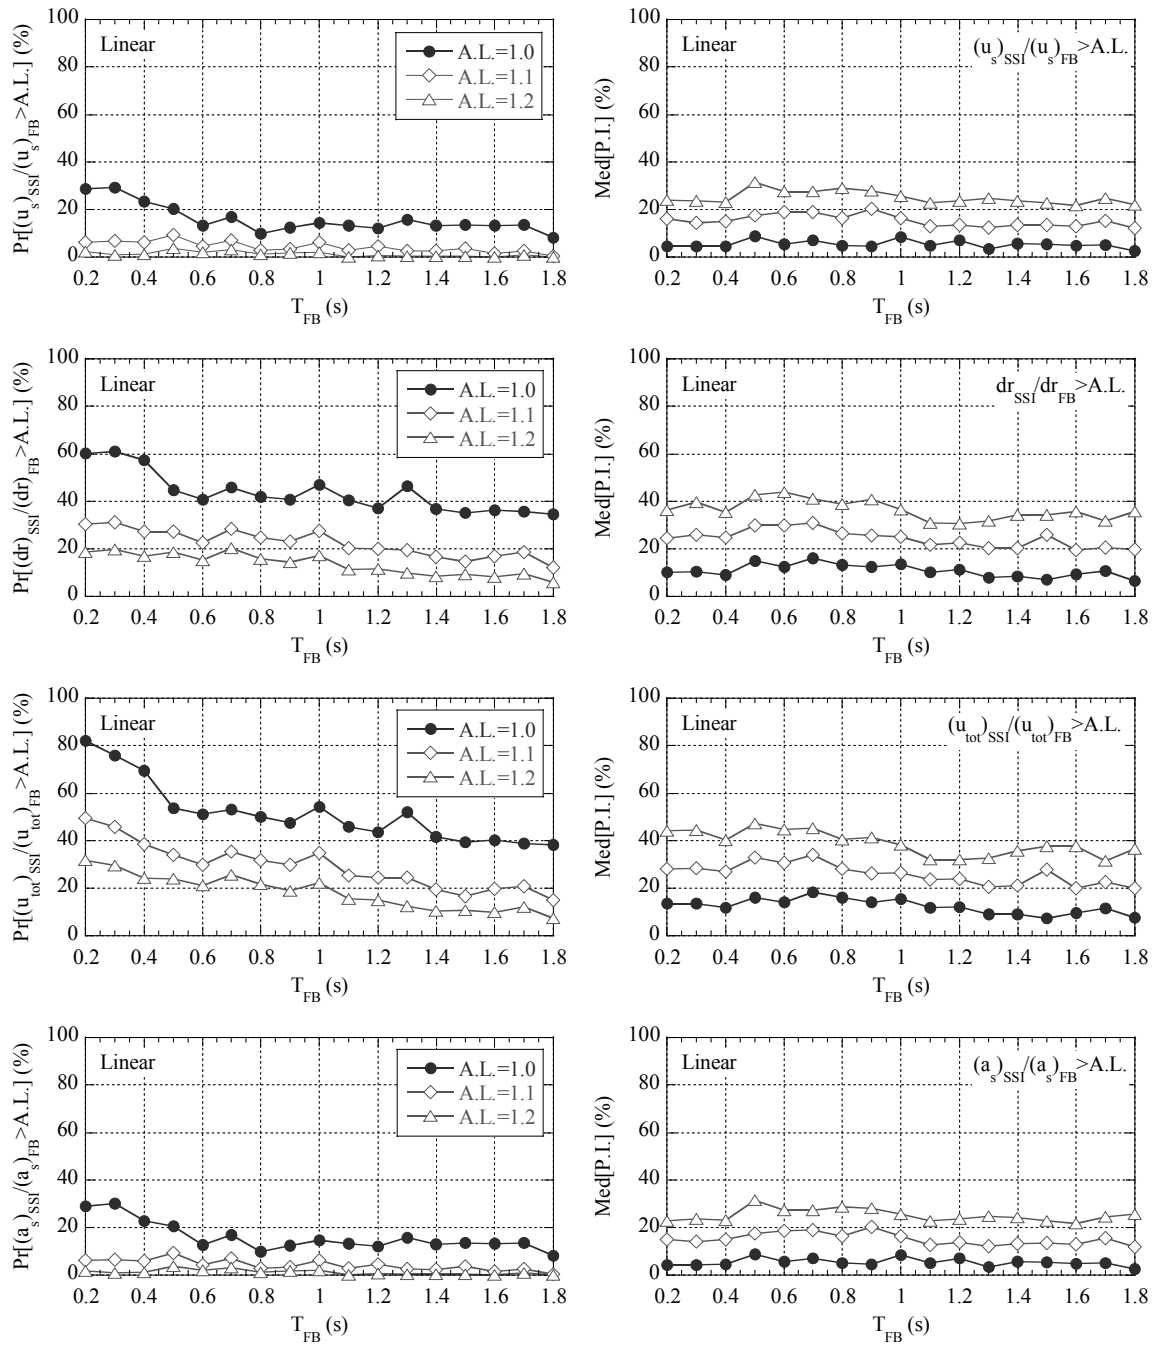 Pr[(u_s)_SSI/(u_s)_FB>A.L.] (%)
100
80
60
40
20
0
Linear
A.L.=1.0
A.L.=1.1
A.L.=1.2
0.2 0.4 0.6 0.8 1 1.2 1.4 1.6 1.8
T_FB (s)
Med[P.I.] (%)
100
80
60
40
20
0
Linear
(u_s)_SSI/(u_s)_FB>A.L.
0.2 0.4 0.6 0.8 1 1.2 1.4 1.6 1.8
T_FB (s)
Pr[(dr)_SSI/(dr)_FB>A.L.] (%)
100
80
60
40
20
0
Linear
A.L.=1.0
A.L.=1.1
A.L.=1.2
0.2 0.4 0.6 0.8 1 1.2 1.4 1.6 1.8
T_FB (s)
Med[P.I.] (%)
100
80
60
40
20
0
Linear
dr_SSI/dr_FB>A.L.
0.2 0.4 0.6 0.8 1 1.2 1.4 1.6 1.8
T_FB (s)
Pr[(u_tot)_SSI/(u_tot)_FB>A.L.] (%)
100
80
60
40
20
0
Linear
A.L.=1.0
A.L.=1.1
A.L.=1.2
0.2 0.4 0.6 0.8 1 1.2 1.4 1.6 1.8
T_FB (s)
Med[P.I.] (%)
100
80
60
40
20
0
Linear
(u_tot)_SSI/(u_tot)_FB>A.L.
0.2 0.4 0.6 0.8 1 1.2 1.4 1.6 1.8
T_FB (s)
Pr[(a_s)_SSI/(a_s)_FB>A.L.] (%)
100
80
60
40
20
0
Linear
A.L.=1.0
A.L.=1.1
A.L.=1.2
0.2 0.4 0.6 0.8 1 1.2 1.4 1.6 1.8
T_FB (s)
Med[P.I.] (%)
100
80
60
40
20
0
Linear
(a_s)_SSI/(a_s)_FB>A.L.
0.2 0.4 0.6 0.8 1 1.2 1.4 1.6 1.8
T_FB (s)